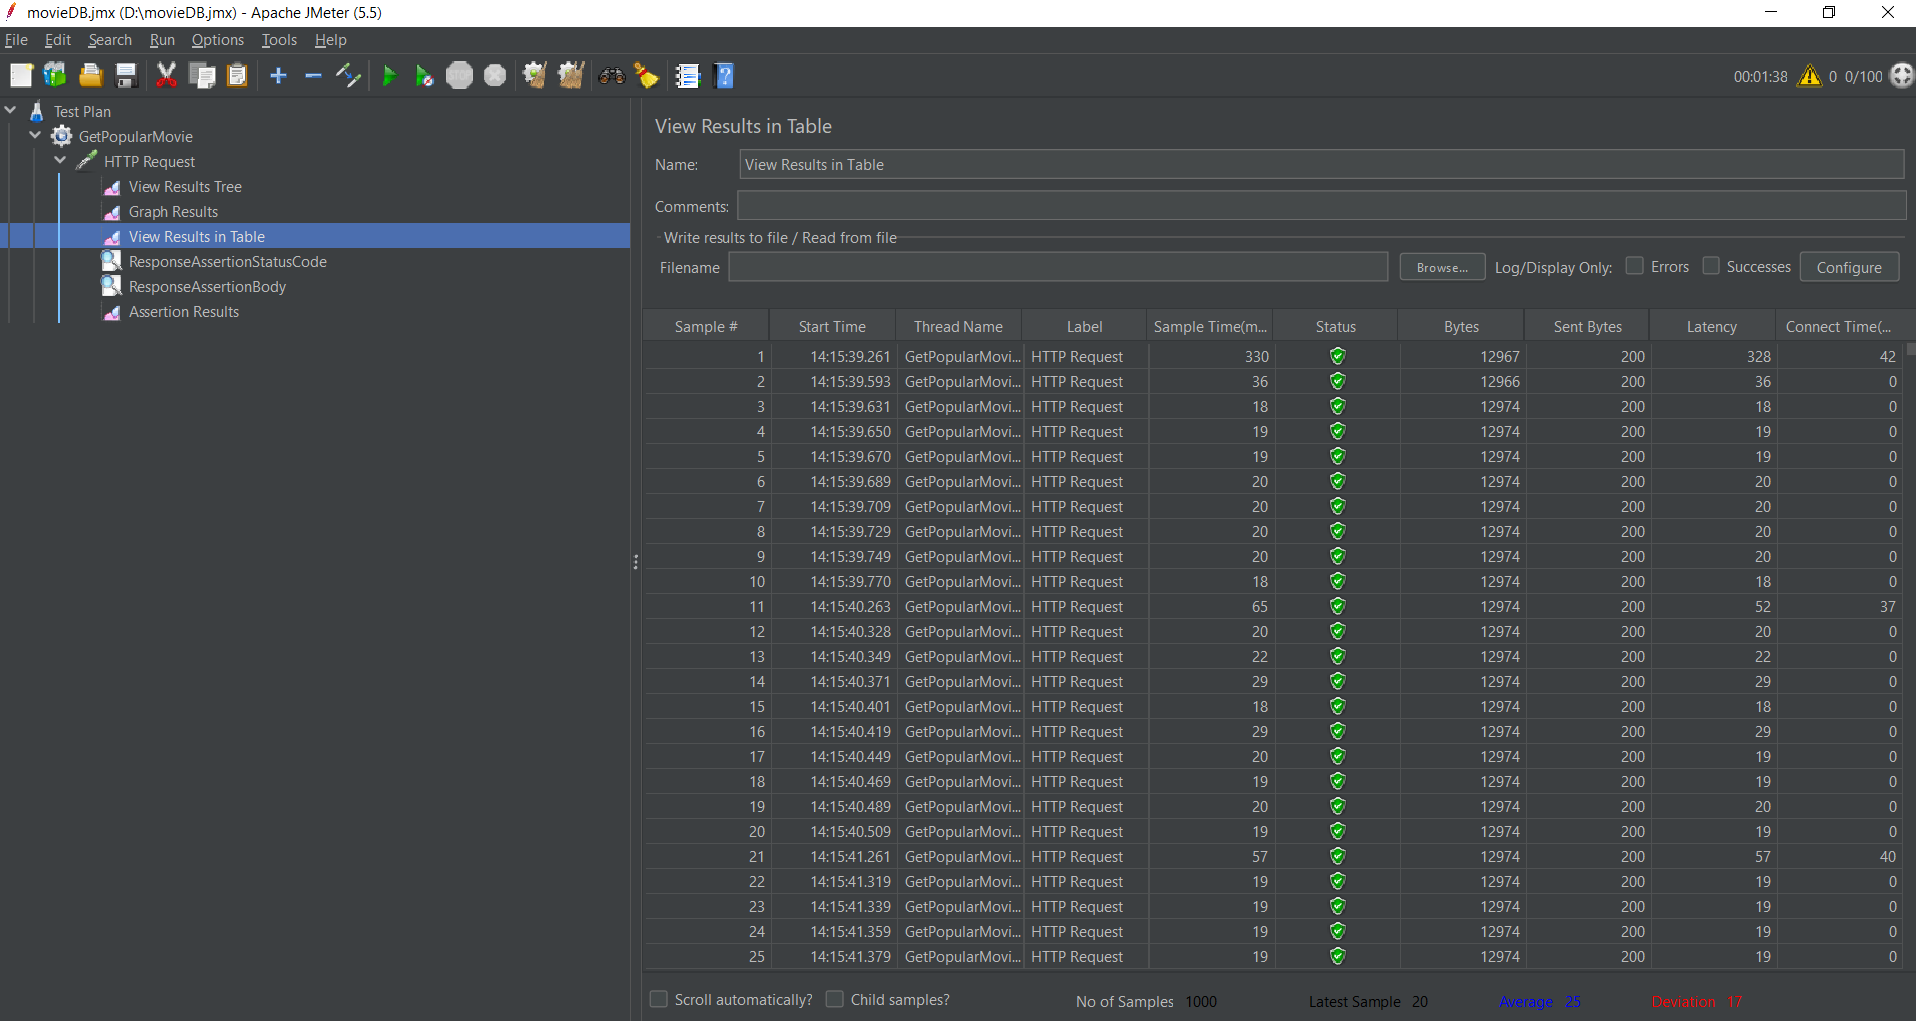 movieDB.jmx (D:\movieDB.jmx) - Apache JMeter (5.5)
File Edit Search Run Options Tools Help
STOP 00:01:38 0 0/100
Test Plan
GetPopularMovie
HTTP Request
View Results Tree
Graph Results
View Results in Table
ResponseAssertionStatusCode
ResponseAssertionBody
Assertion Results
View Results in Table
Name: View Results in Table
Comments:
Write results to file / Read from file
Filename Browse... Log/Display Only: Errors Successes Configure
Sample # Start Time Thread Name Label Sample Time(m... Status Bytes Sent Bytes Latency Connect Time(...
1 14:15:39.261 GetPopularMovi... HTTP Request 330 12967 200 328 42
2 14:15:39.593 GetPopularMovi... HTTP Request 36 12966 200 36 0
3 14:15:39.631 GetPopularMovi... HTTP Request 18 12974 200 18 0
4 14:15:39.650 GetPopularMovi... HTTP Request 19 12974 200 19 0
5 14:15:39.670 GetPopularMovi... HTTP Request 19 12974 200 19 0
6 14:15:39.689 GetPopularMovi... HTTP Request 20 12974 200 20 0
7 14:15:39.709 GetPopularMovi... HTTP Request 20 12974 200 20 0
8 14:15:39.729 GetPopularMovi... HTTP Request 20 12974 200 20 0
9 14:15:39.749 GetPopularMovi... HTTP Request 20 12974 200 20 0
10 14:15:39.770 GetPopularMovi... HTTP Request 18 12974 200 18 0
11 14:15:40.263 GetPopularMovi... HTTP Request 65 12974 200 52 37
12 14:15:40.328 GetPopularMovi... HTTP Request 20 12974 200 20 0
13 14:15:40.349 GetPopularMovi... HTTP Request 22 12974 200 22 0
14 14:15:40.371 GetPopularMovi... HTTP Request 29 12974 200 29 0
15 14:15:40.401 GetPopularMovi... HTTP Request 18 12974 200 18 0
16 14:15:40.419 GetPopularMovi... HTTP Request 29 12974 200 29 0
17 14:15:40.449 GetPopularMovi... HTTP Request 20 12974 200 19 0
18 14:15:40.469 GetPopularMovi... HTTP Request 19 12974 200 19 0
19 14:15:40.489 GetPopularMovi... HTTP Request 20 12974 200 20 0
20 14:15:40.509 GetPopularMovi... HTTP Request 19 12974 200 19 0
21 14:15:41.261 GetPopularMovi... HTTP Request 57 12974 200 57 40
22 14:15:41.319 GetPopularMovi... HTTP Request 19 12974 200 19 0
23 14:15:41.339 GetPopularMovi... HTTP Request 19 12974 200 19 0
24 14:15:41.359 GetPopularMovi... HTTP Request 19 12974 200 19 0
25 14:15:41.379 GetPopularMovi... HTTP Request 19 12974 200 19 0
Scroll automatically? Child samples? No of Samples 1000 Latest Sample 20 Average 25 Deviation 17